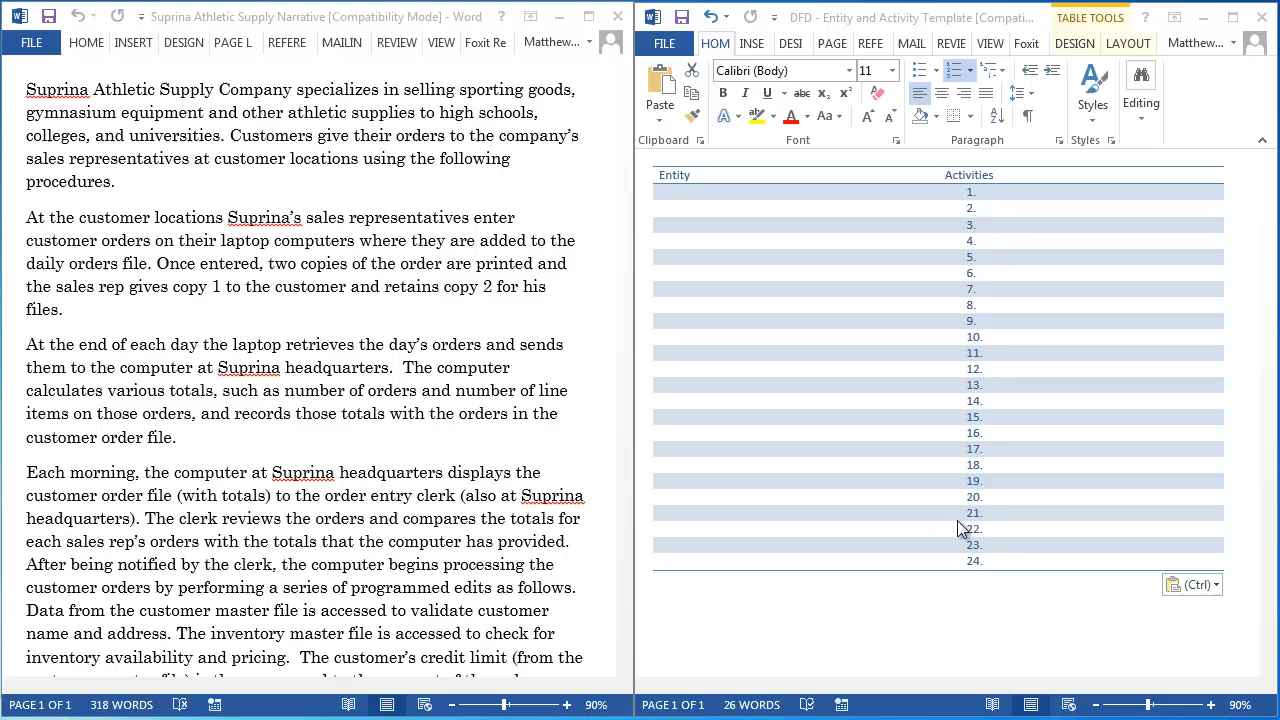 Suprina Athletic Supply Narrative [Compatibility Mode] - Word
FILE HOME INSERT DESIGN PAGE L REFERE MAILIN REVIEW VIEW Foxit Re Matthew...
Suprina Athletic Supply Company specializes in selling sporting goods,
gymnasium equipment and other athletic supplies to high schools,
colleges, and universities. Customers give their orders to the company's
sales representatives at customer locations using the following
procedures.
At the customer locations Suprina's sales representatives enter
customer orders on their laptop computers where they are added to the
daily orders file. Once entered, two copies of the order are printed and
the sales rep gives copy 1 to the customer and retains copy 2 for his
files.
At the end of each day the laptop retrieves the day's orders and sends
them to the computer at Suprina headquarters.  The computer
calculates various totals, such as number of orders and number of line
items on those orders, and records those totals with the orders in the
customer order file.
Each morning, the computer at Suprina headquarters displays the
customer order file (with totals) to the order entry clerk (also at Suprina
headquarters). The clerk reviews the orders and compares the totals for
each sales rep's orders with the totals that the computer has provided.
After being notified by the clerk, the computer begins processing the
customer orders by performing a series of programmed edits as follows.
Data from the customer master file is accessed to validate customer
name and address. The inventory master file is accessed to check for
inventory availability and pricing.  The customer's credit limit (from the
PAGE 1 OF 1 318 WORDS 90%
DFD - Entity and Activity Template [Compati... TABLE TOOLS
FILE HOM INSE DESI PAGE REFE MAIL REVIE VIEW Foxit DESIGN LAYOUT Matthew...
Calibri (Body) 11
Paste
B I U abc x₂ x²
A Aa A A
Styles
Editing
Clipboard Font Paragraph Styles
Entity Activities
1.
2.
3.
4.
5.
6.
7.
8.
9.
10.
11.
12.
13.
14.
15.
16.
17.
18.
19.
20.
21.
22.
23.
24.
(Ctrl)
PAGE 1 OF 1 26 WORDS 90%